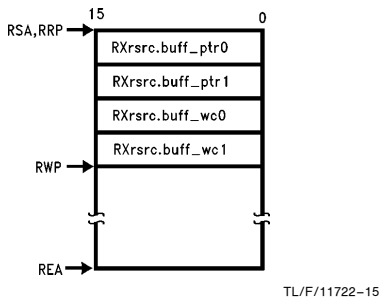 15 0
RSA,RRP
RXrsrc.buff_ptr0
RXrsrc.buff_ptr1
RXrsrc.buff_wc0
RXrsrc.buff_wc1
RWP
REA
TL/F/11722-15